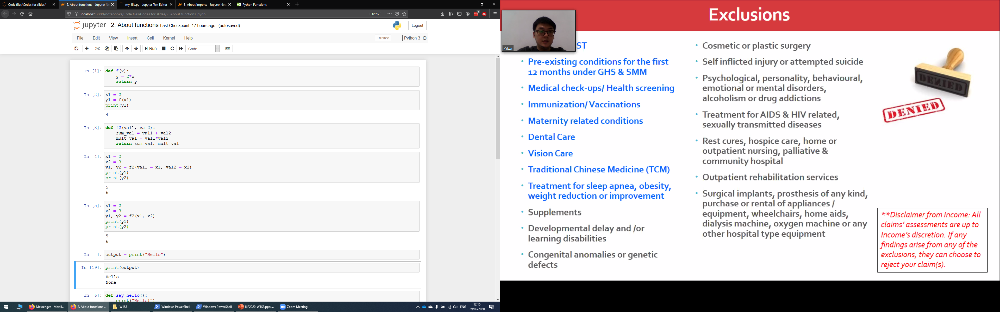 Code files/Codes for slides/
2. About functions - Jupyter N
my_file.py - Jupyter Text Editor
3. About imports - Jupyter Not
Python Functions
localhost:8888/notebooks/Code files/Codes for slides/2. About functions.ipynb
120%
2
ABP
jupyter 2. About functions Last Checkpoint: 17 hours ago (autosaved)
Logout
File Edit View Insert Cell Kernel Help
Trusted
Python 3
Run
Code
In [1]: def f(x):
y = 2*x
return y
In [2]: x1 = 2
y1 = f(x1)
print(y1)
4
In [3]: def f2(val1, val2):
sum_val = val1 + val2
mult_val = val1*val2
return sum_val, mult_val
In [4]: x1 = 2
x2 = 3
y1, y2 = f2(val1 = x1, val2 = x2)
print(y1)
print(y2)
5
6
In [5]: x1 = 2
x2 = 3
y1, y2 = f2(x1, x2)
print(y1)
print(y2)
5
6
In [ ]: output = print("Hello")
In [19]: print(output)
Hello
None
In [6]: def say_hello():
print("Hello!")
Messenger - Mozill...
2. About functions ...
W1S3
Windows PowerShell
Windows PowerShell
ILP2020_W1S3.pptx...
Zoom Meeting
ENG
12:15
29/05/2020
Exclusions
Yikai
ST
• Pre-existing conditions for the first
12 months under GHS & SMM
• Medical check-ups/ Health screening
• Immunization/ Vaccinations
• Maternity related conditions
• Dental Care
• Vision Care
• Traditional Chinese Medicine (TCM)
• Treatment for sleep apnea, obesity,
weight reduction or improvement
• Supplements
• Developmental delay and /or
learning disabilities
• Congenital anomalies or genetic
defects
• Cosmetic or plastic surgery
• Self inflicted injury or attempted suicide
• Psychological, personality, behavioural,
emotional or mental disorders,
alcoholism or drug addictions
• Treatment for AIDS & HIV related,
sexually transmitted diseases
• Rest cures, hospice care, home or
outpatient nursing, palliative &
community hospital
• Outpatient rehabilitation services
• Surgical implants, prosthesis of any kind,
purchase or rental of appliances /
equipment, wheelchairs, home aids,
dialysis machine, oxygen machine or any
other hospital type equipment
DENIED
DENIED
**Disclaimer from Income: All
claims' assessments are up to
Income's discretion. If any
findings arise from any of the
exclusions, they can choose to
reject your claim(s).